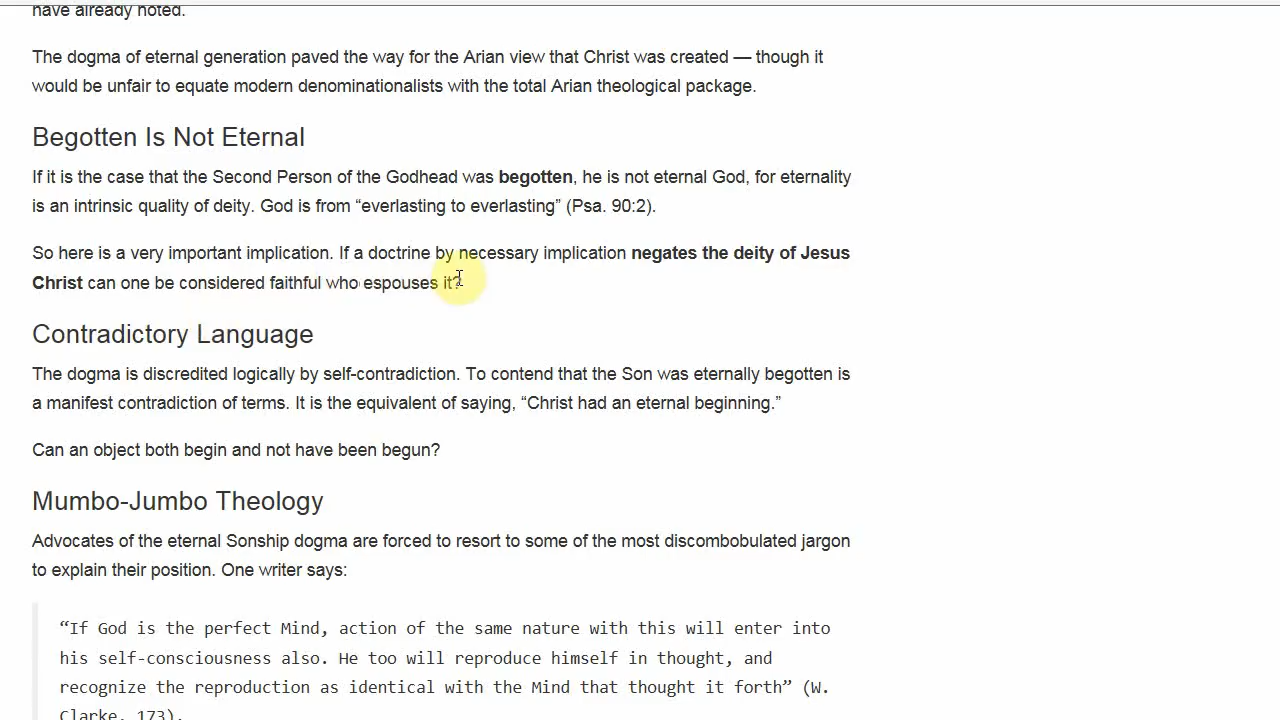 have already noted.
The dogma of eternal generation paved the way for the Arian view that Christ was created — though it
would be unfair to equate modern denominationalists with the total Arian theological package.
Begotten Is Not Eternal
If it is the case that the Second Person of the Godhead was begotten, he is not eternal God, for eternality
is an intrinsic quality of deity. God is from “everlasting to everlasting” (Psa. 90:2).
So here is a very important implication. If a doctrine by necessary implication negates the deity of Jesus
Christ can one be considered faithful who espouses it?
Contradictory Language
The dogma is discredited logically by self-contradiction. To contend that the Son was eternally begotten is
a manifest contradiction of terms. It is the equivalent of saying, “Christ had an eternal beginning.”
Can an object both begin and not have been begun?
Mumbo-Jumbo Theology
Advocates of the eternal Sonship dogma are forced to resort to some of the most discombobulated jargon
to explain their position. One writer says:
“If God is the perfect Mind, action of the same nature with this will enter into
his self-consciousness also. He too will reproduce himself in thought, and
recognize the reproduction as identical with the Mind that thought it forth” (W.
Clarke, 173).